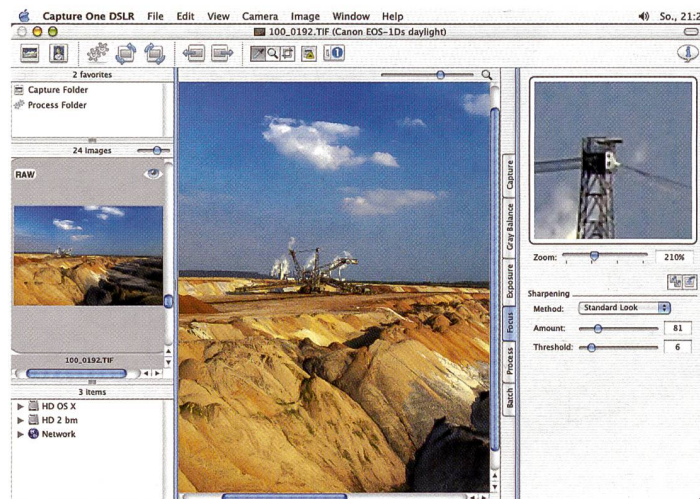 Capture One DSLR File Edit View Camera Image Window Help So., 21:2
100_0192.TIF (Canon EOS-1Ds daylight)
2 favorites
Capture Folder
Process Folder
24 Images
RAW
100_0192.TIF
3 items
HD OS X
HD 2 bm
Network
Capture
Gray Balance
Exposure
Focus
Process
Batch
Zoom: 210%
Sharpening
Method: Standard Look
Amount: 81
Threshold: 6